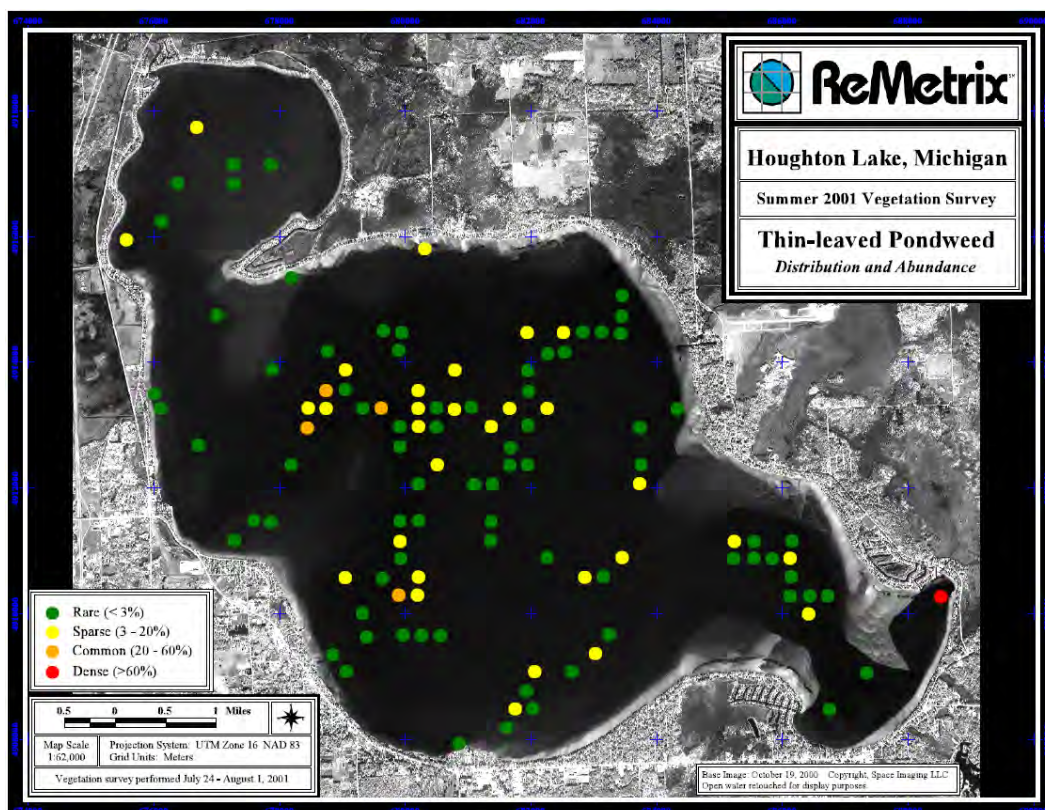 ReMetrix
Houghton Lake, Michigan
Summer 2001 Vegetation Survey
Thin-leaved Pondweed
Distribution and Abundance
Rare (< 3%)
Sparse (3 - 20%)
Common (20 - 60%)
Dense (>60%)
0.5 0 0.5 1 Miles
Map Scale
1:62,000
Projection System: UTM Zone 16 NAD 83
Grid Units: Meters
Vegetation survey performed July 24 - August 1, 2001
Base Image: October 19, 2000 Copyright, Space Imaging LLC
Open water retouched for display purposes.